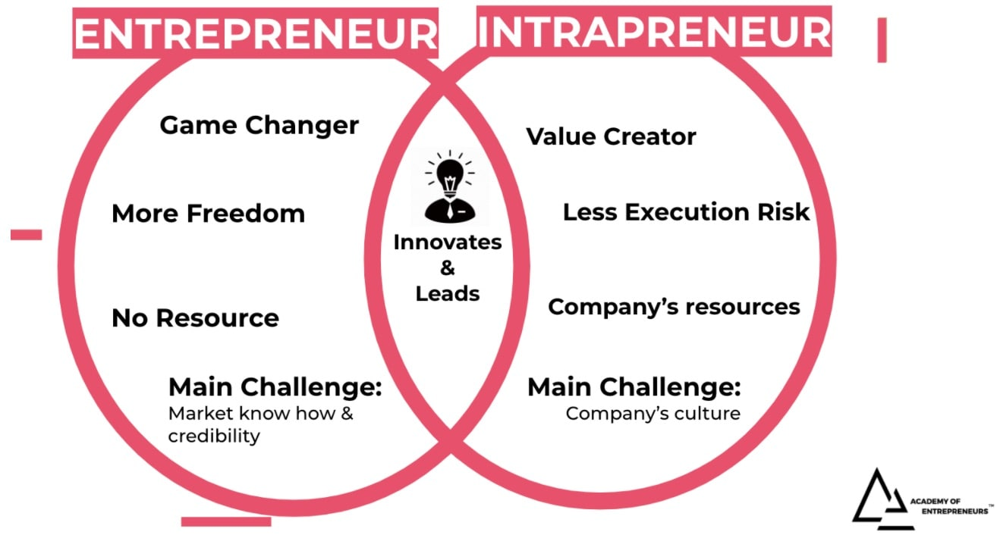 ENTREPRENEUR
INTRAPRENEUR
Game Changer
More Freedom
No Resource
Main Challenge:
Market know how &
credibility
Innovates
&
Leads
Value Creator
Less Execution Risk
Company’s resources
Main Challenge:
Company’s culture
ACADEMY OF
ENTREPRENEURS™